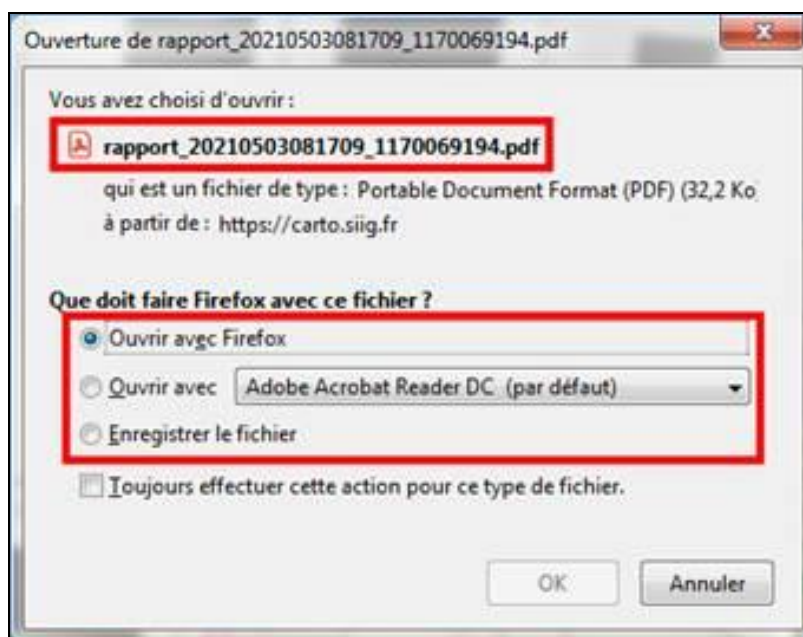 Ouverture de rapport_20210503081709_1170069194.pdf
Vous avez choisi d'ouvrir :
rapport_20210503081709_1170069194.pdf
qui est un fichier de type : Portable Document Format (PDF) (32,2 Ko
à partir de : https://carto.siig.fr
Que doit faire Firefox avec ce fichier ?
Ouvrir avec Firefox
Ouvrir avec Adobe Acrobat Reader DC (par défaut)
Enregistrer le fichier
Toujours effectuer cette action pour ce type de fichier.
OK Annuler